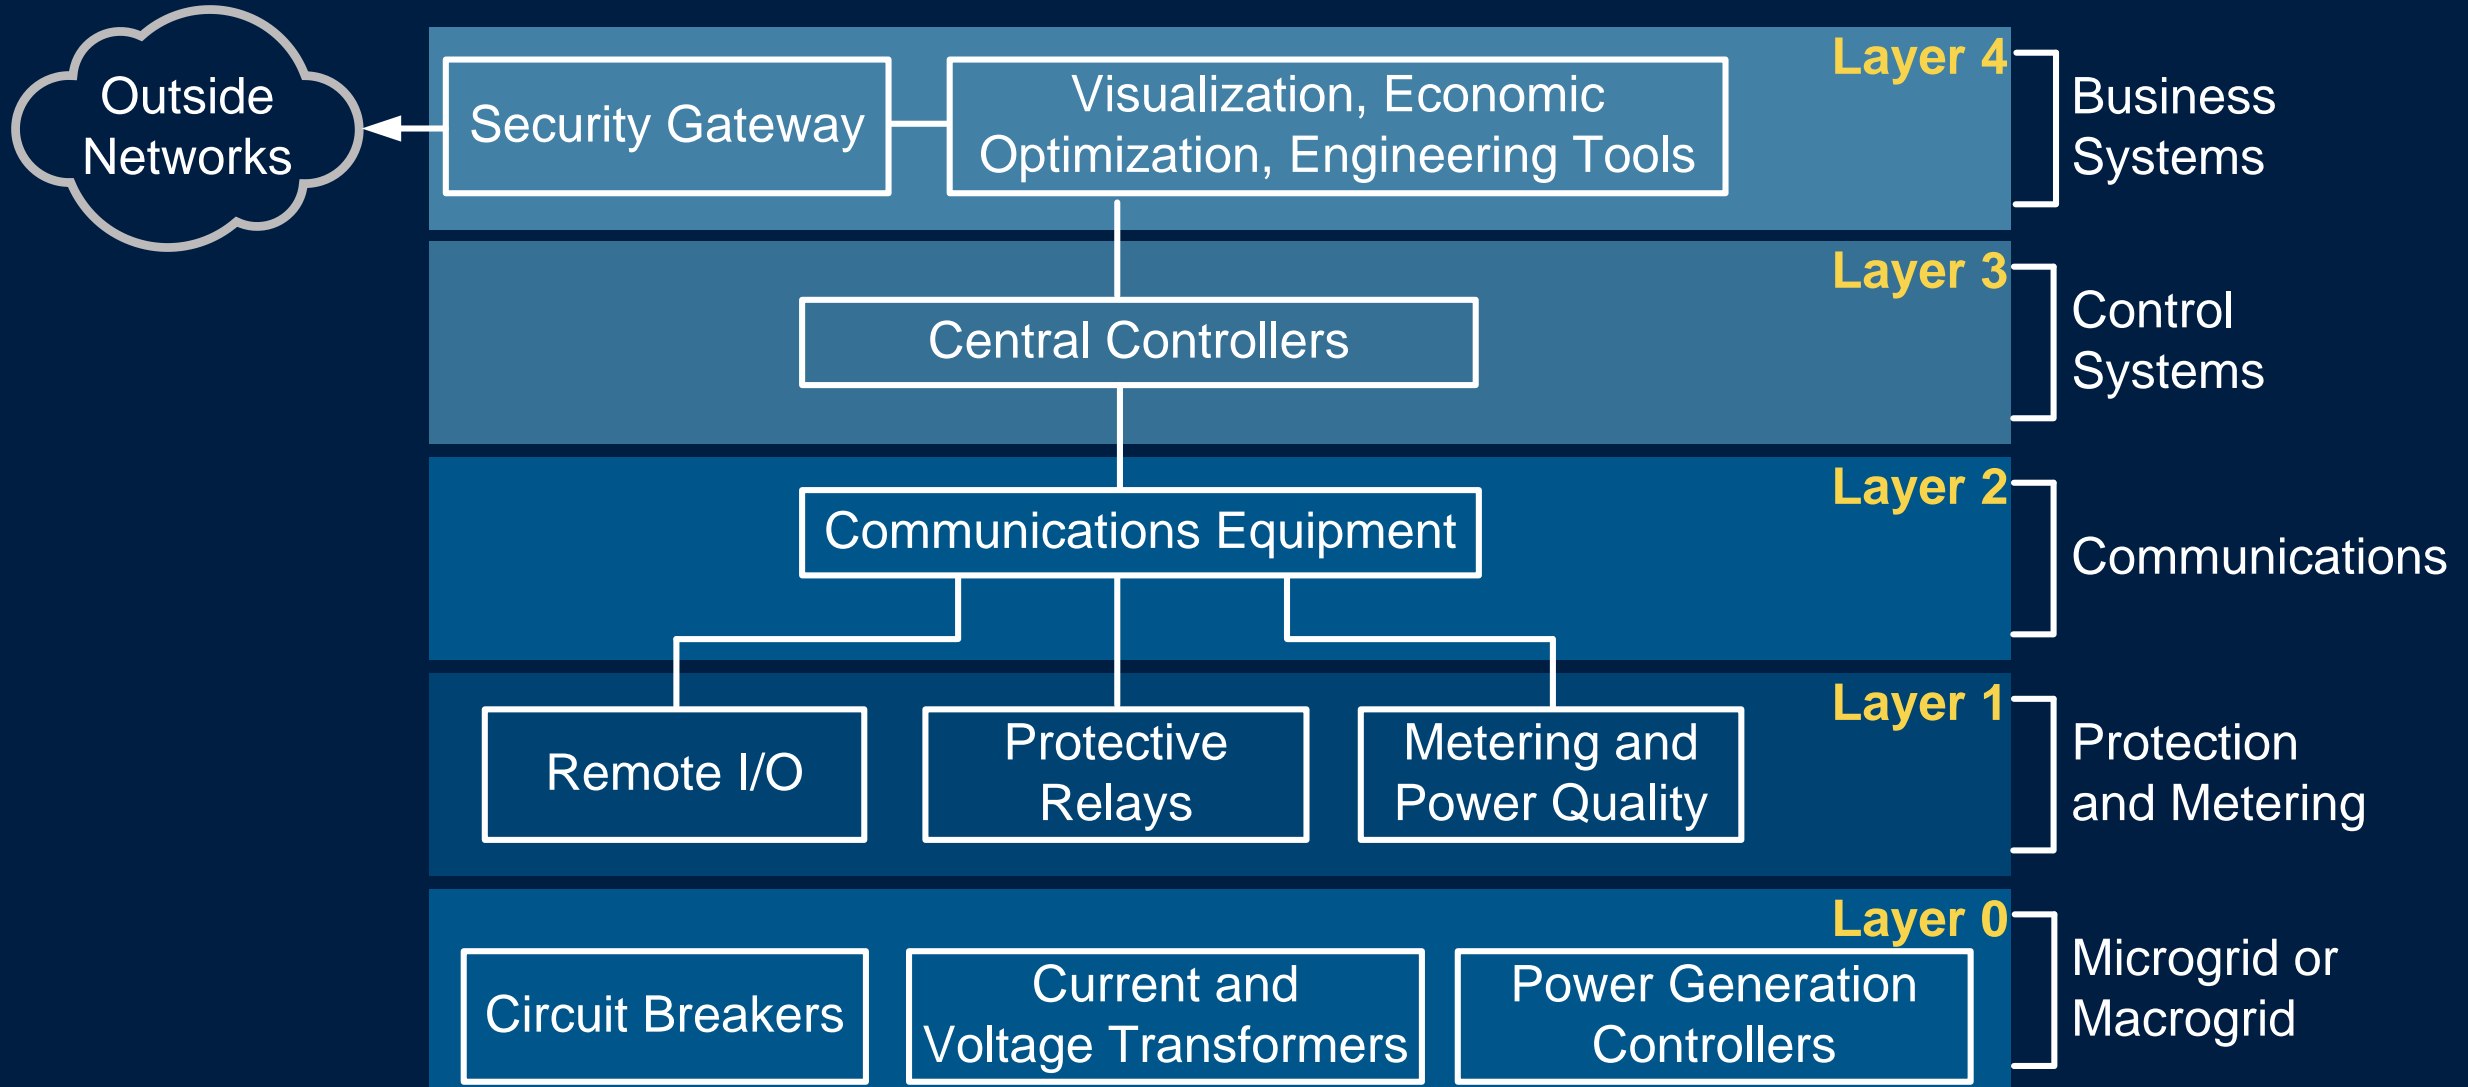 Outside
Networks
Layer 4
Security Gateway
Visualization, Economic
Optimization, Engineering Tools
Business
Systems
Layer 3
Central Controllers
Control
Systems
Layer 2
Communications Equipment
Communications
Layer 1
Remote I/O
Protective
Relays
Metering and
Power Quality
Protection
and Metering
Layer 0
Circuit Breakers
Current and
Voltage Transformers
Power Generation
Controllers
Microgrid or
Macrogrid